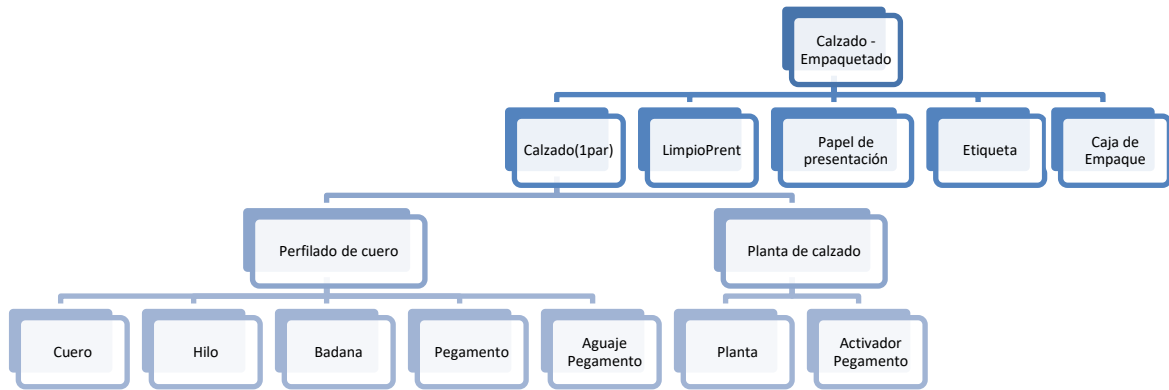 Calzado -
Empaquetado
Calzado(1par)
LimpioPrent
Papel de
presentación
Etiqueta
Caja de
Empaque
Perfilado de cuero
Planta de calzado
Cuero
Hilo
Badana
Pegamento
Aguaje
Pegamento
Planta
Activador
Pegamento